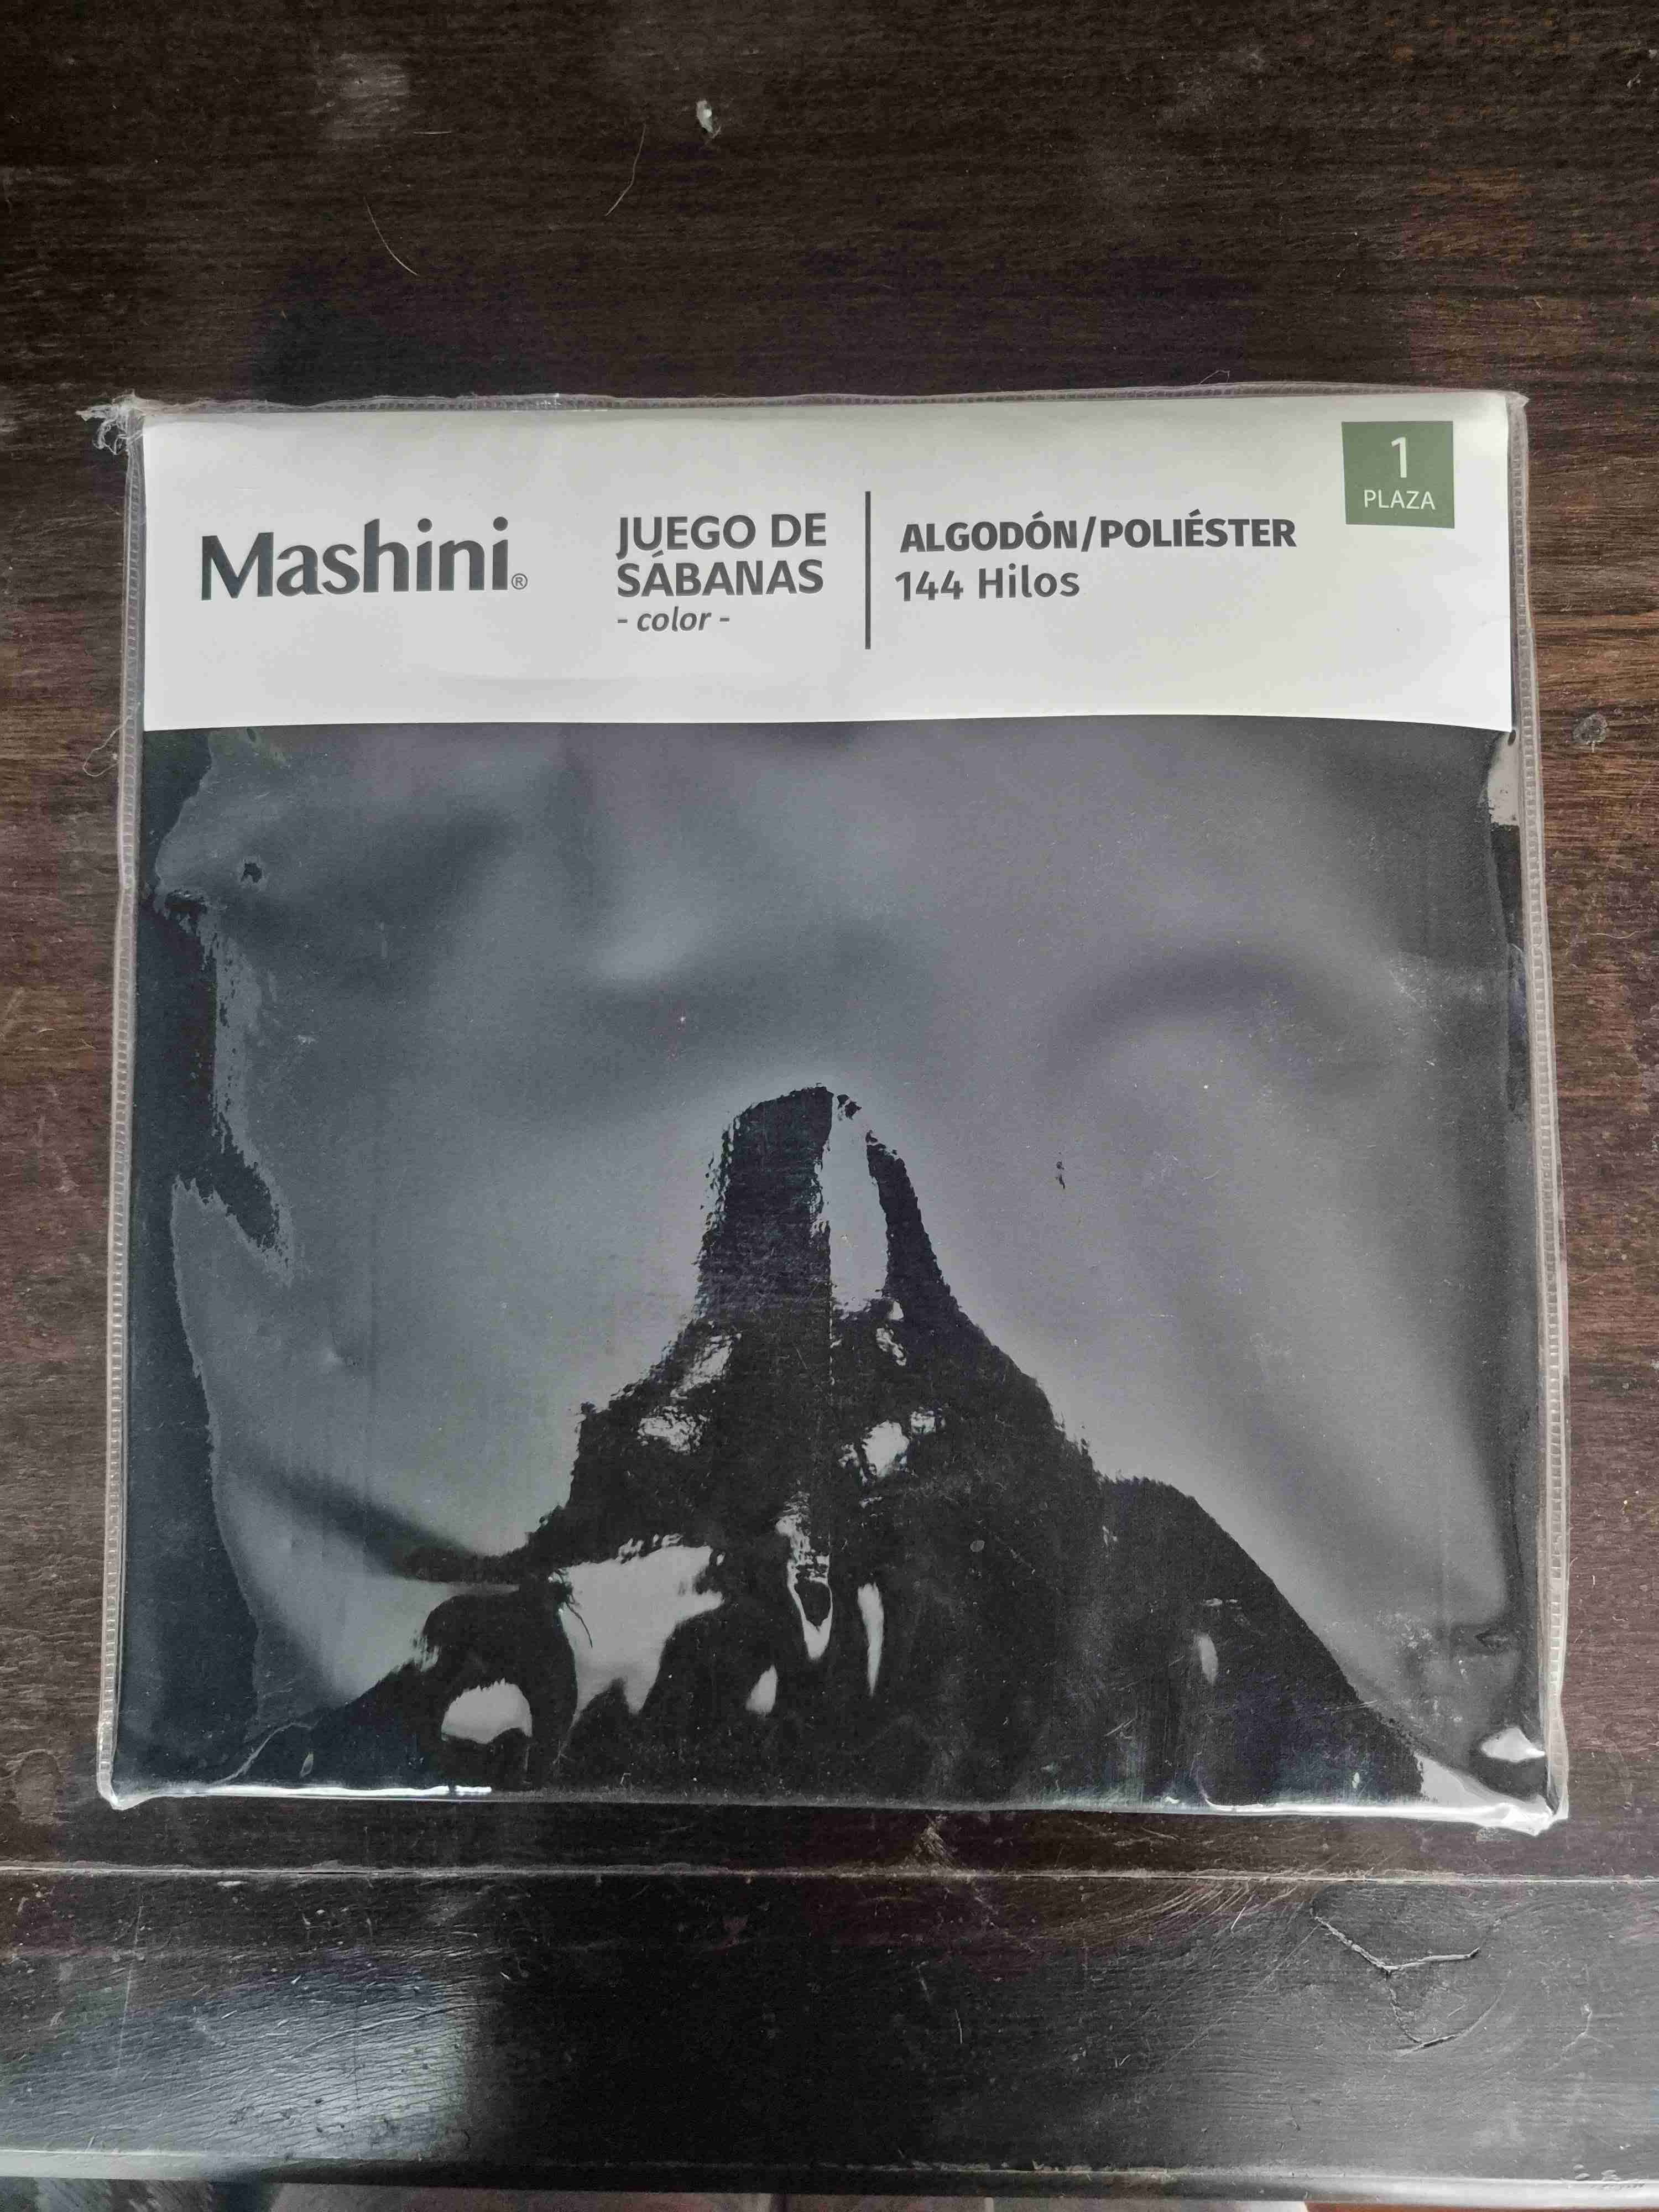 1
PLAZA
Mashini®
JUEGO DE
SÁBANAS
- color -
ALGODÓN/POLIÉSTER
144 Hilos